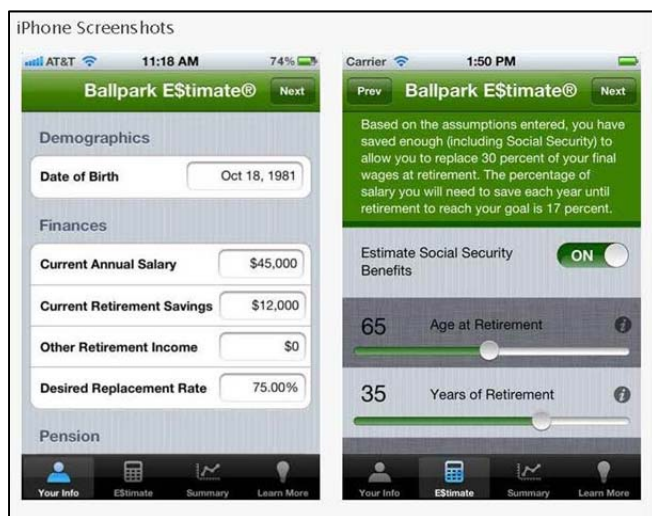 iPhone Screenshots
AT&T 11:18 AM 74%
Ballpark E$timate® Next
Demographics
Date of Birth Oct 18, 1981
Finances
Current Annual Salary $45,000
Current Retirement Savings $12,000
Other Retirement Income $0
Desired Replacement Rate 75.00%
Pension
Your Info E$timate Summary Learn More
Carrier 1:50 PM
Prev Ballpark E$timate® Next
Based on the assumptions entered, you have
saved enough (including Social Security) to
allow you to replace 30 percent of your final
wages at retirement. The percentage of
salary you will need to save each year until
retirement to reach your goal is 17 percent.
Estimate Social Security
Benefits ON
65 Age at Retirement i
35 Years of Retirement i
Your Info E$timate Summary Learn More